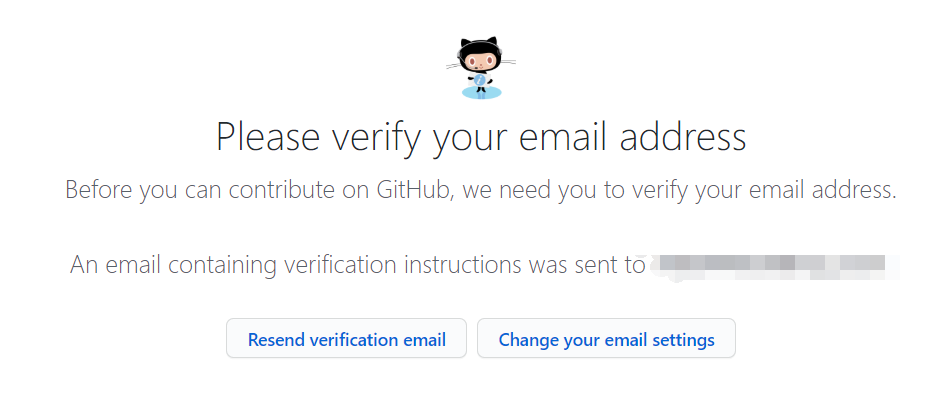 Please verify your email address
Before you can contribute on GitHub, we need you to verify your email address.
An email containing verification instructions was sent to
Resend verification email
Change your email settings